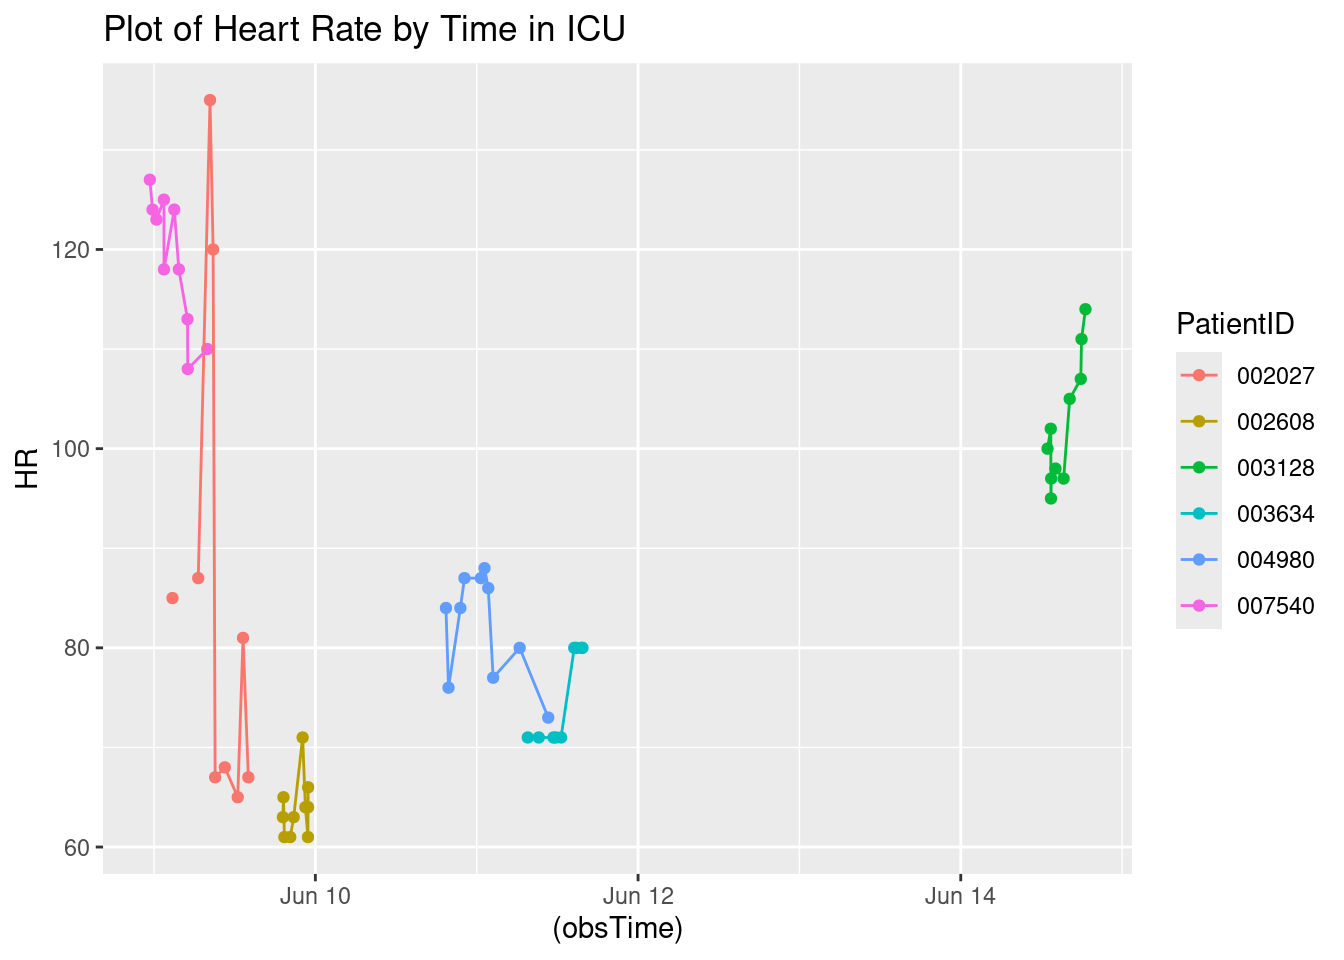 Plot of Heart Rate by Time in ICU
HR
120
100
80
60
Jun 10
Jun 12
Jun 14
(obsTime)
PatientID
002027
002608
003128
003634
004980
007540